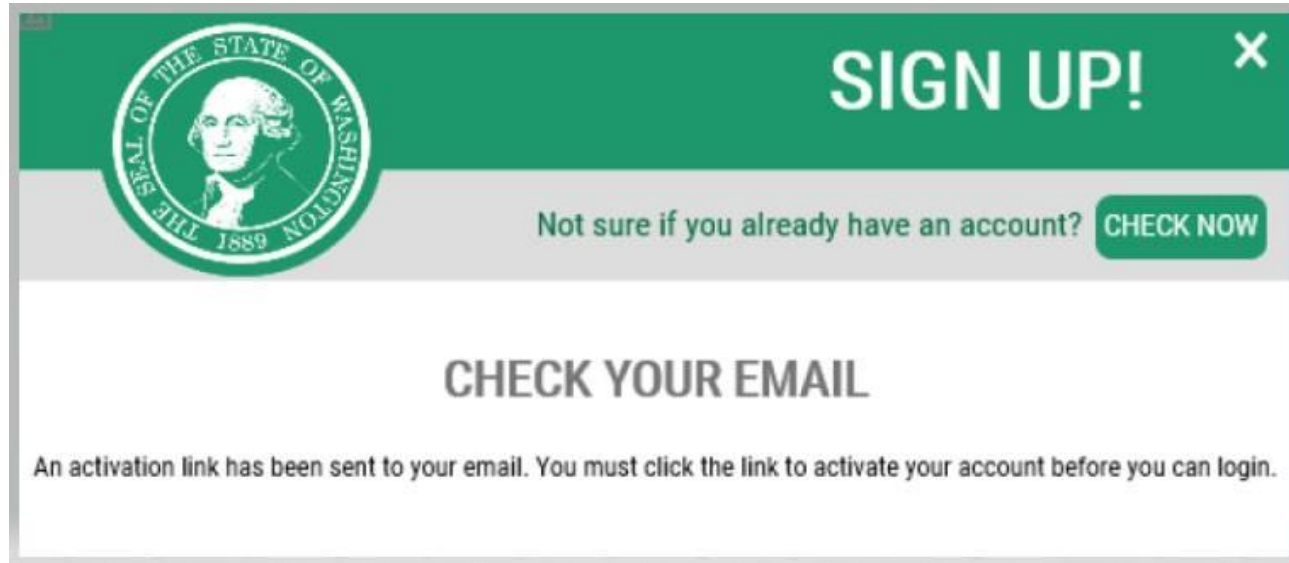 THE SEAL OF THE STATE OF WASHINGTON
1889
SIGN UP!
×
Not sure if you already have an account? CHECK NOW
CHECK YOUR EMAIL
An activation link has been sent to your email. You must click the link to activate your account before you can login.